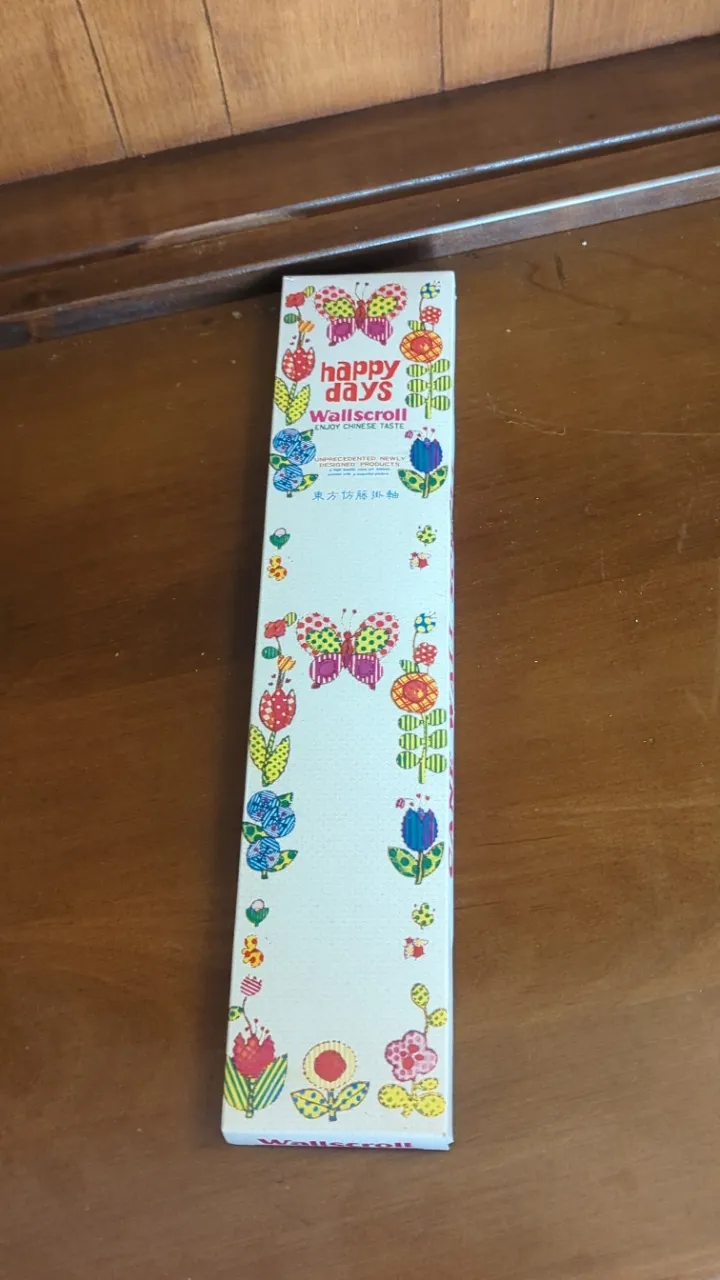 happy
days
Wallscroll
ENJOY CHINESE TASTE
UNPRECEDENTED NEWLY
DESIGNED PRODUCTS
東方仿藤掛軸
Wallscroll